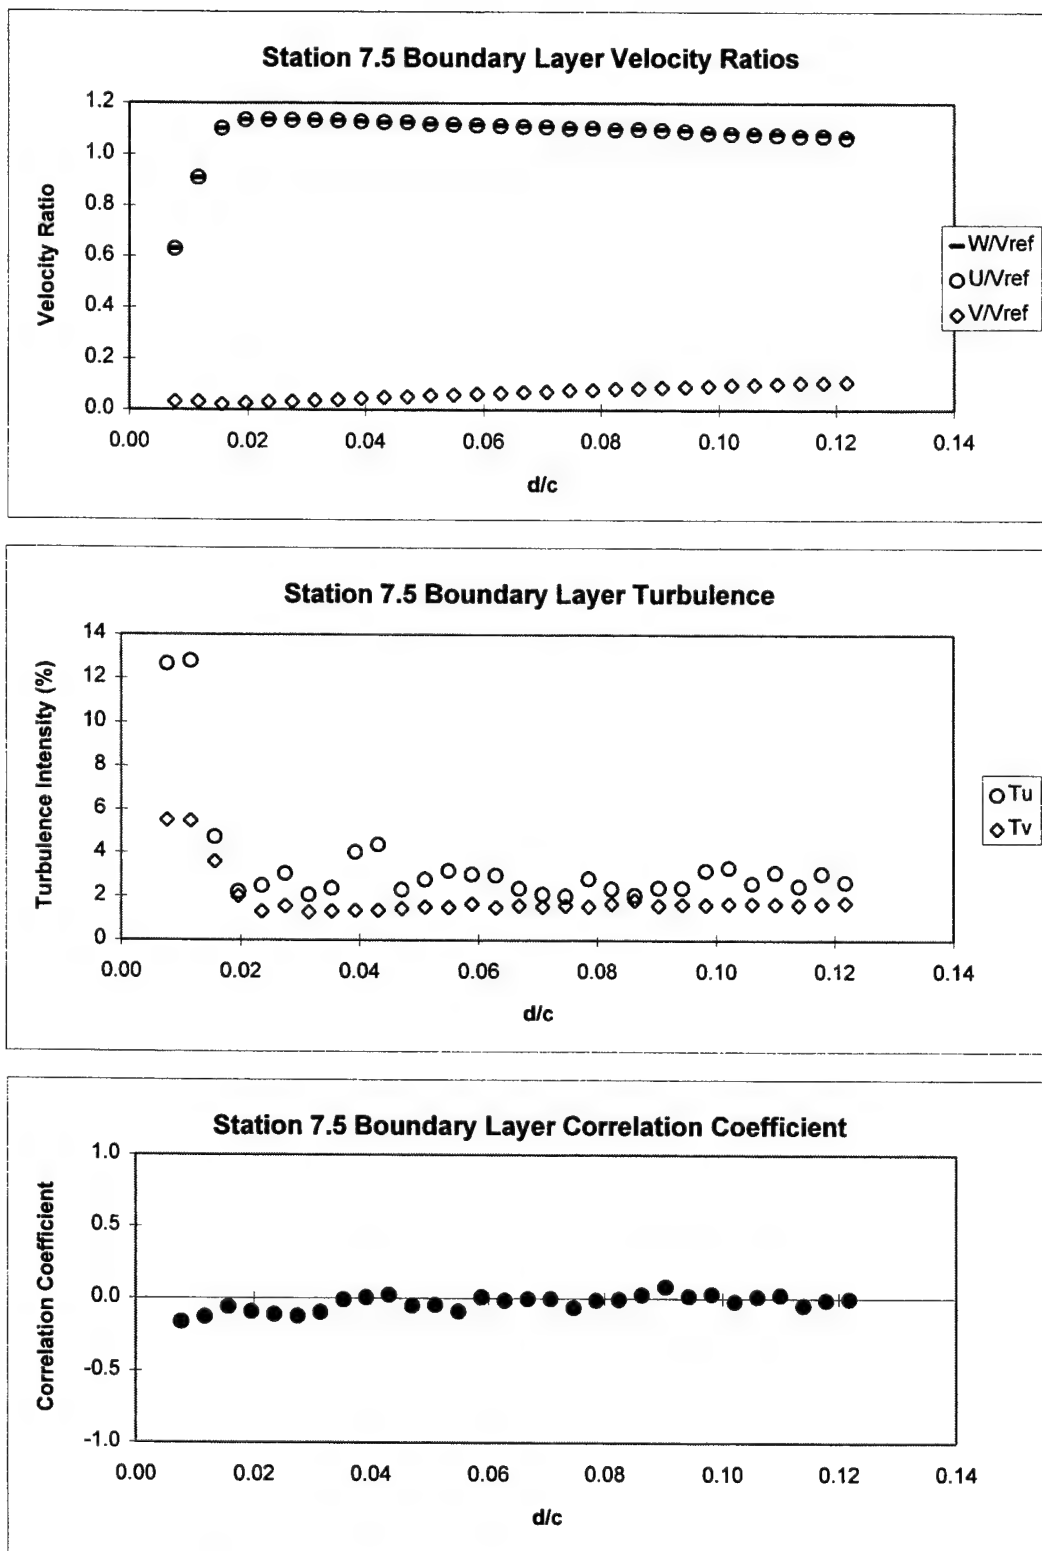 Station 7.5 Boundary Layer Velocity Ratios
1.2
1.0
0.8
0.6
0.4
0.2
0.0
Velocity Ratio
0.00 0.02 0.04 0.06 0.08 0.10 0.12 0.14
d/c
W/Vref
U/Vref
V/Vref
Station 7.5 Boundary Layer Turbulence
14
12
10
8
6
4
2
0
Turbulence Intensity (%)
0.00 0.02 0.04 0.06 0.08 0.10 0.12 0.14
d/c
Tu
Tv
Station 7.5 Boundary Layer Correlation Coefficient
1.0
0.5
0.0
-0.5
-1.0
Correlation Coefficient
0.00 0.02 0.04 0.06 0.08 0.10 0.12 0.14
d/c